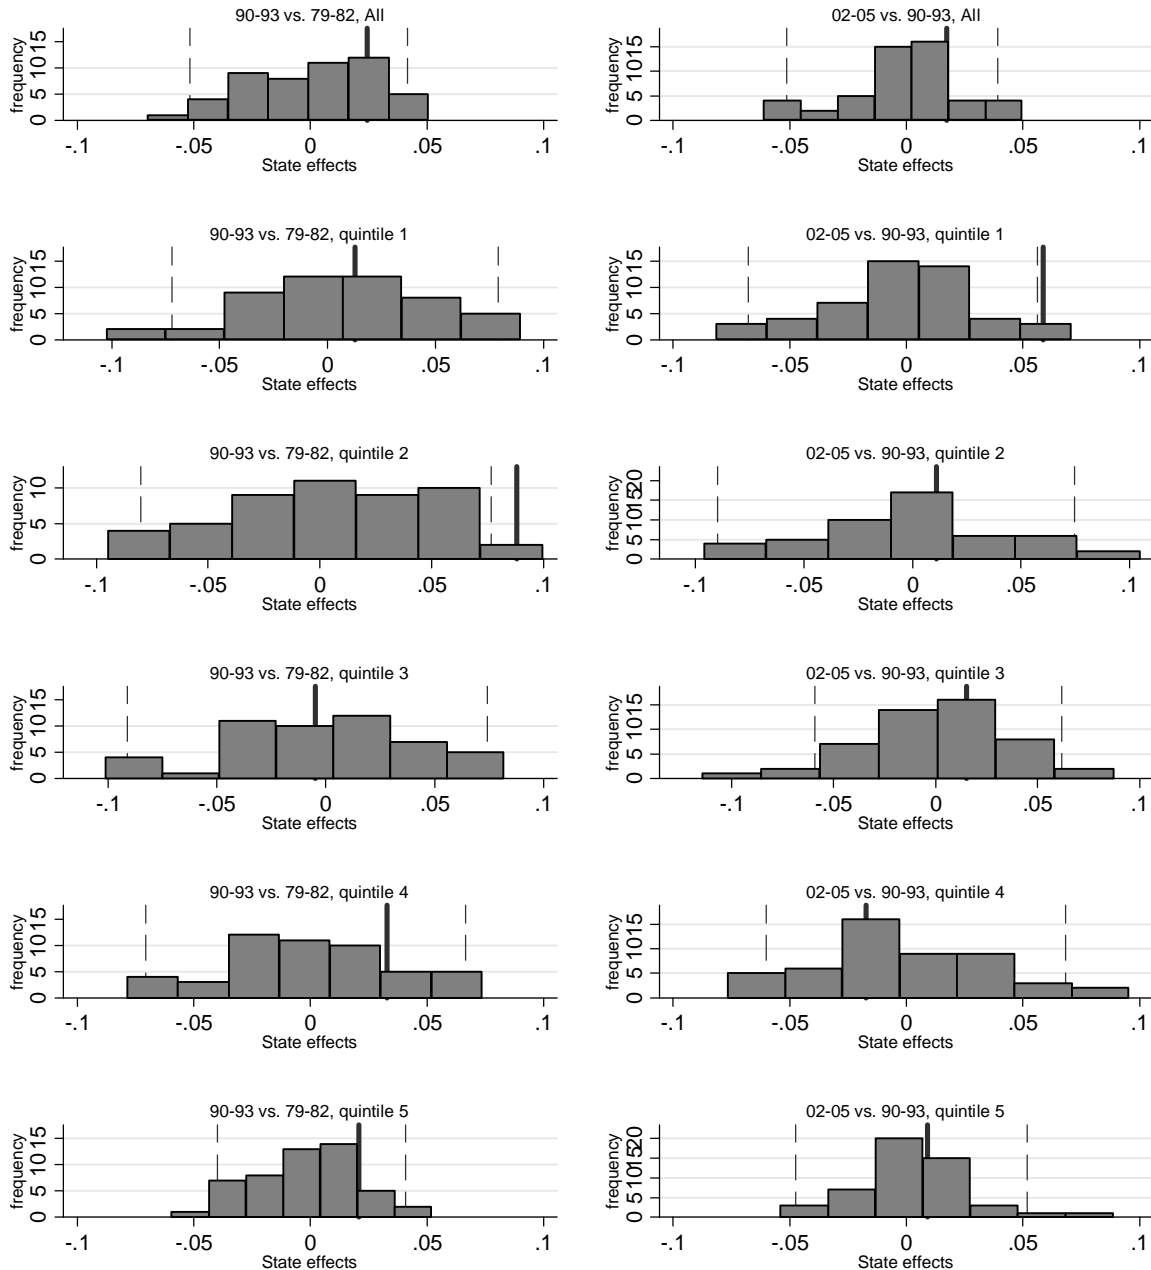 90-93 vs. 79-82, All
frequency
0 5 10 15
-.1 -.05 0 .05 .1
State effects
02-05 vs. 90-93, All
frequency
0 5 10 15
-.1 -.05 0 .05 .1
State effects
90-93 vs. 79-82, quintile 1
frequency
0 5 10 15
-.1 -.05 0 .05 .1
State effects
02-05 vs. 90-93, quintile 1
frequency
0 5 10 15
-.1 -.05 0 .05 .1
State effects
90-93 vs. 79-82, quintile 2
frequency
0 5 10
-.1 -.05 0 .05 .1
State effects
02-05 vs. 90-93, quintile 2
frequency
0 5 10 15 20
-.1 -.05 0 .05 .1
State effects
90-93 vs. 79-82, quintile 3
frequency
0 5 10 15
-.1 -.05 0 .05 .1
State effects
02-05 vs. 90-93, quintile 3
frequency
0 5 10 15
-.1 -.05 0 .05 .1
State effects
90-93 vs. 79-82, quintile 4
frequency
0 5 10 15
-.1 -.05 0 .05 .1
State effects
02-05 vs. 90-93, quintile 4
frequency
0 5 10 15
-.1 -.05 0 .05 .1
State effects
90-93 vs. 79-82, quintile 5
frequency
0 5 10 15
-.1 -.05 0 .05 .1
State effects
02-05 vs. 90-93, quintile 5
frequency
0 5 10 15 20
-.1 -.05 0 .05 .1
State effects